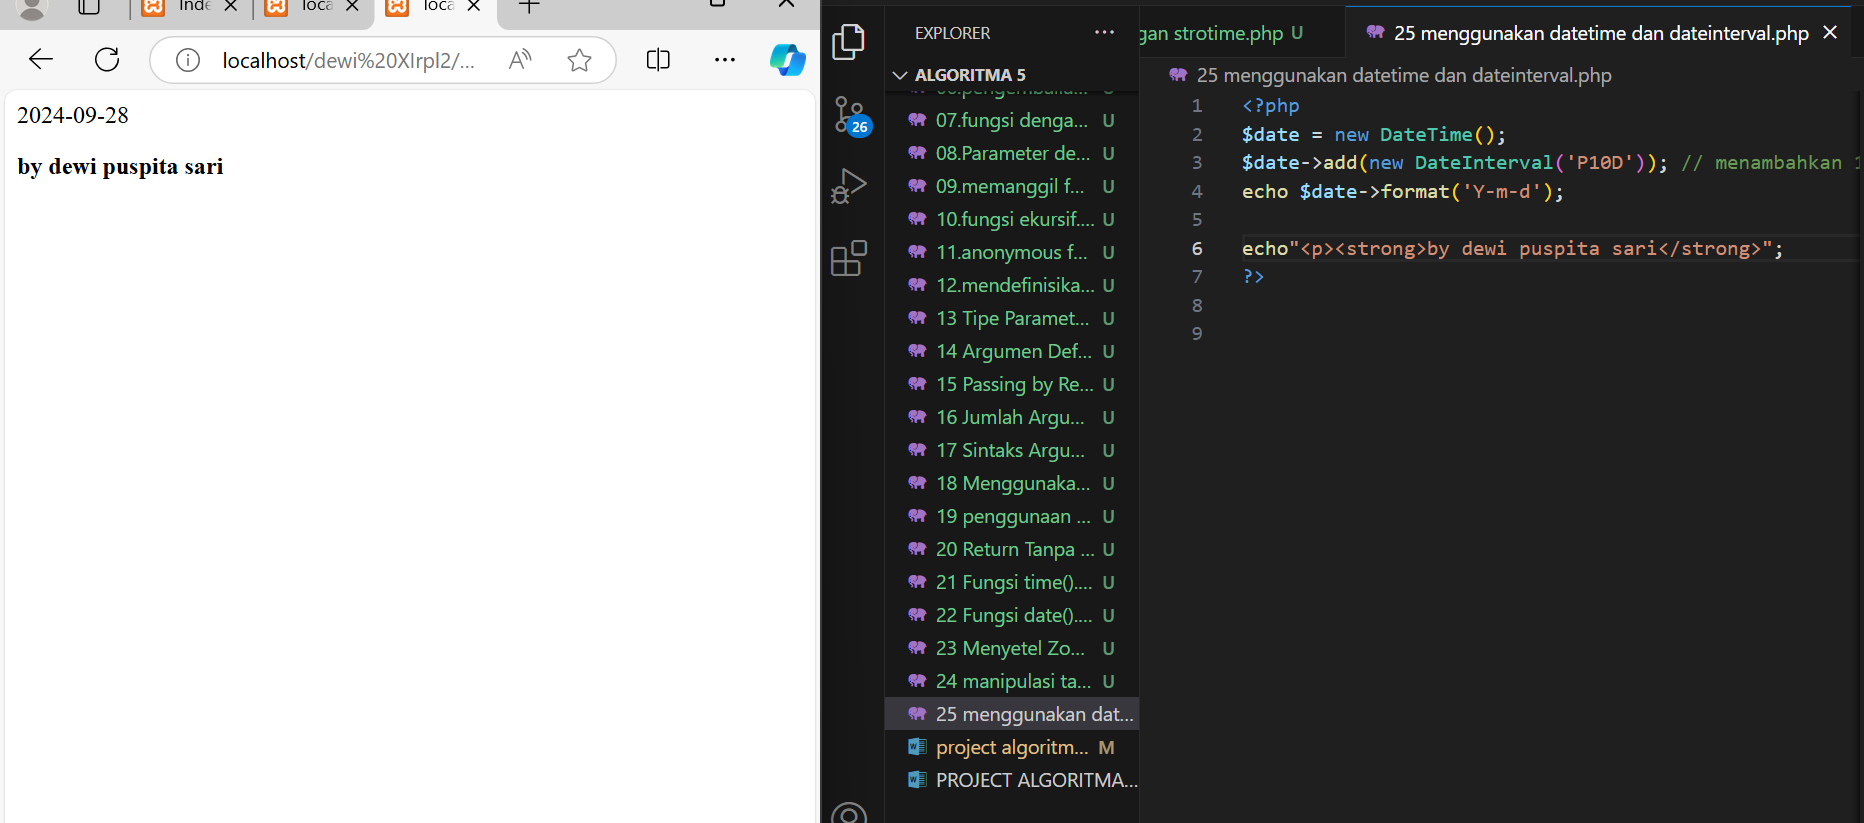 Inde
loca
loca
localhost/dewi%20XIrpl2/...
2024-09-28
by dewi puspita sari
26
EXPLORER
ALGORITMA 5
07.fungsi denga... U
08.Parameter de... U
09.memanggil f... U
10.fungsi ekursif.... U
11.anonymous f... U
12.mendefinisika... U
13 Tipe Paramet... U
14 Argumen Def... U
15 Passing by Re... U
16 Jumlah Argu... U
17 Sintaks Argu... U
18 Menggunaka... U
19 penggunaan ... U
20 Return Tanpa ... U
21 Fungsi time().... U
22 Fungsi date().... U
23 Menyetel Zo... U
24 manipulasi ta... U
25 menggunakan dat...
project algoritm... M
PROJECT ALGORITMA...
gan strotime.php U
25 menggunakan datetime dan dateinterval.php
25 menggunakan datetime dan dateinterval.php
1 <?php
2 $date = new DateTime();
3 $date->add(new DateInterval('P10D')); // menambahkan 1
4 echo $date->format('Y-m-d');
5
6 echo"<p><strong>by dewi puspita sari</strong>";
7 ?>
8
9